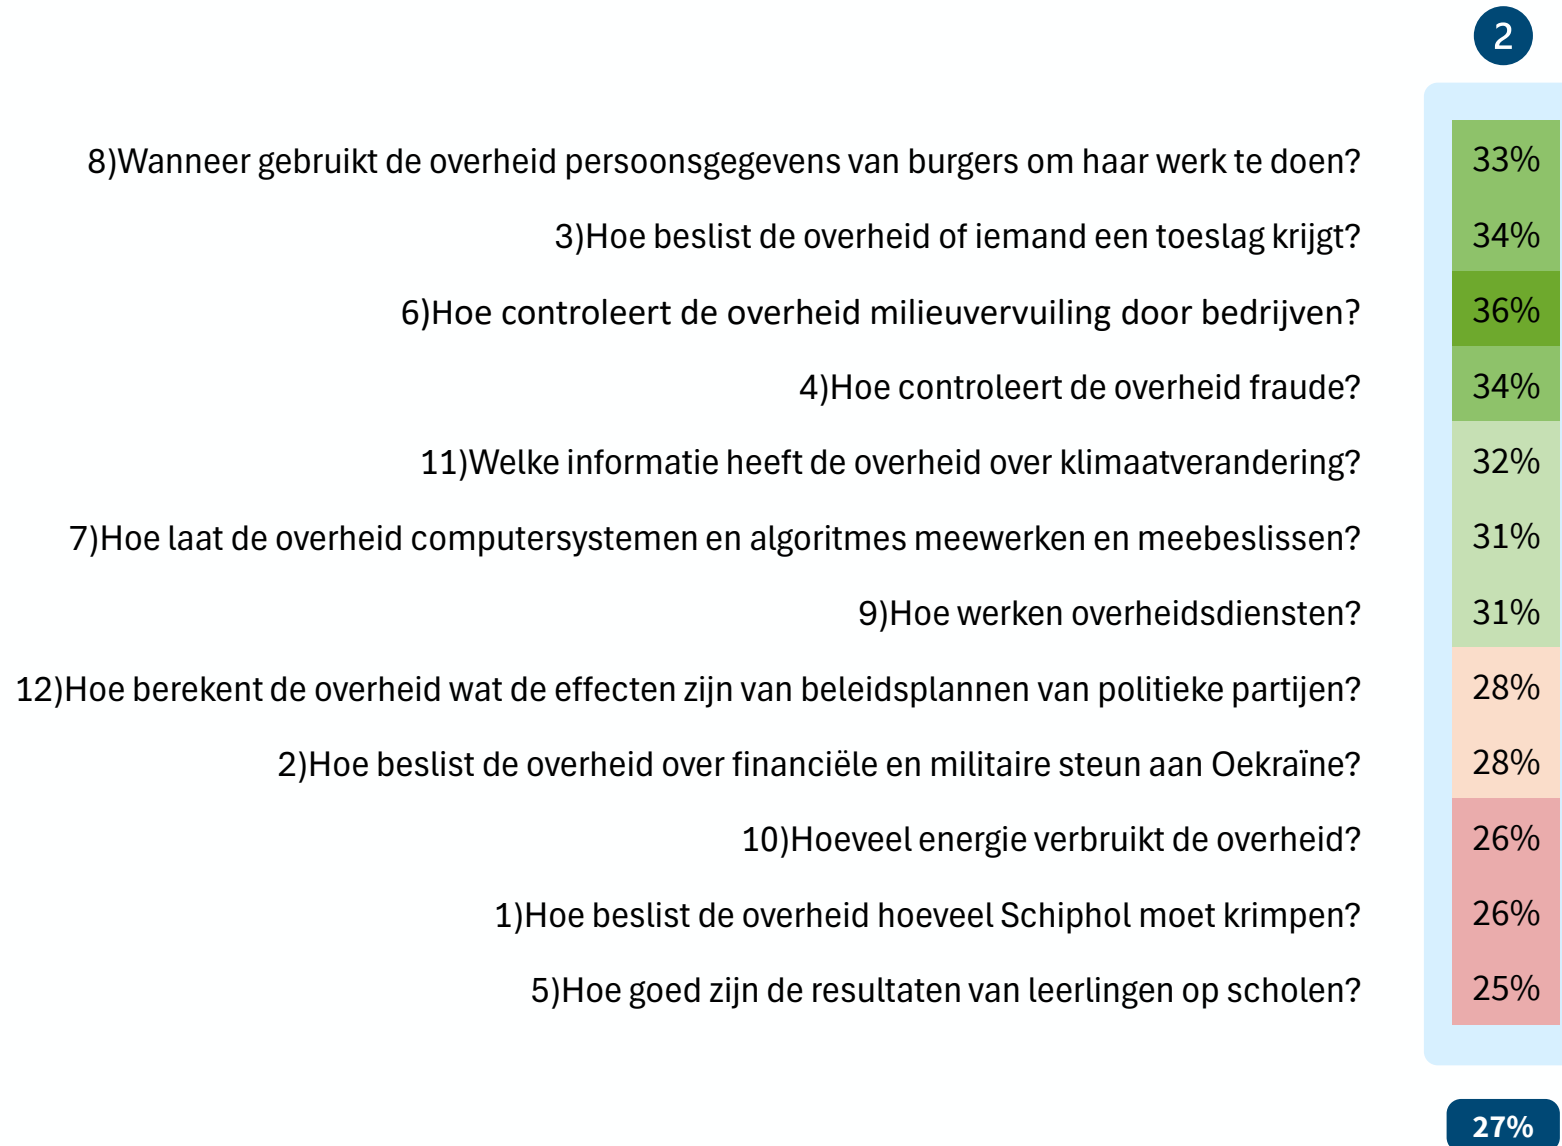 2
8)Wanneer gebruikt de overheid persoonsgegevens van burgers om haar werk te doen? 33%
3)Hoe beslist de overheid of iemand een toeslag krijgt? 34%
6)Hoe controleert de overheid milieuvervuiling door bedrijven? 36%
4)Hoe controleert de overheid fraude? 34%
11)Welke informatie heeft de overheid over klimaatverandering? 32%
7)Hoe laat de overheid computersystemen en algoritmes meewerken en meebeslissen? 31%
9)Hoe werken overheidsdiensten? 31%
12)Hoe berekent de overheid wat de effecten zijn van beleidsplannen van politieke partijen? 28%
2)Hoe beslist de overheid over financiële en militaire steun aan Oekraïne? 28%
10)Hoeveel energie verbruikt de overheid? 26%
1)Hoe beslist de overheid hoeveel Schiphol moet krimpen? 26%
5)Hoe goed zijn de resultaten van leerlingen op scholen? 25%
27%